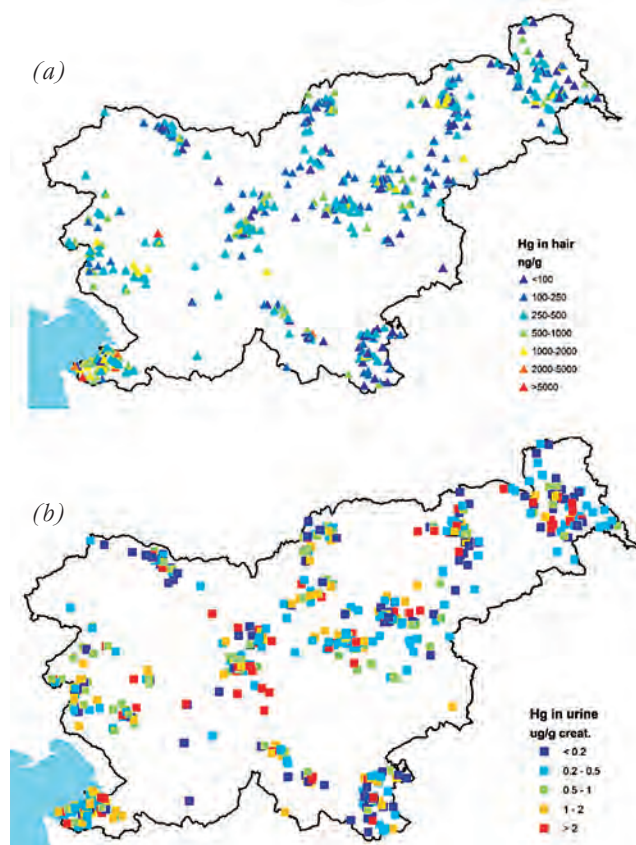 (a)
Hg in hair
ng/g
<100
100-250
250-500
500-1000
1000-2000
2000-5000
>5000
(b)
Hg in urine
ug/g creat.
< 0.2
0.2 - 0.5
0.5 - 1
1 - 2
> 2